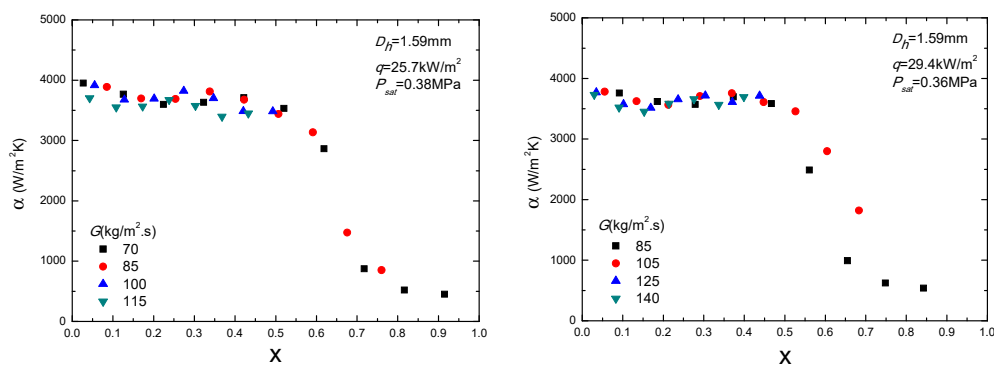 5000
4000
3000
2000
1000
0
α (W/m²K)
D_h=1.59mm
q=25.7kW/m²
P_sat=0.38MPa
G(kg/m².s)
70
85
100
115
0.0 0.1 0.2 0.3 0.4 0.5 0.6 0.7 0.8 0.9 1.0
X
5000
4000
3000
2000
1000
0
α (W/m²K)
D_h=1.59mm
q=29.4kW/m²
P_sat=0.36MPa
G(kg/m².s)
85
105
125
140
0.0 0.1 0.2 0.3 0.4 0.5 0.6 0.7 0.8 0.9 1.0
X